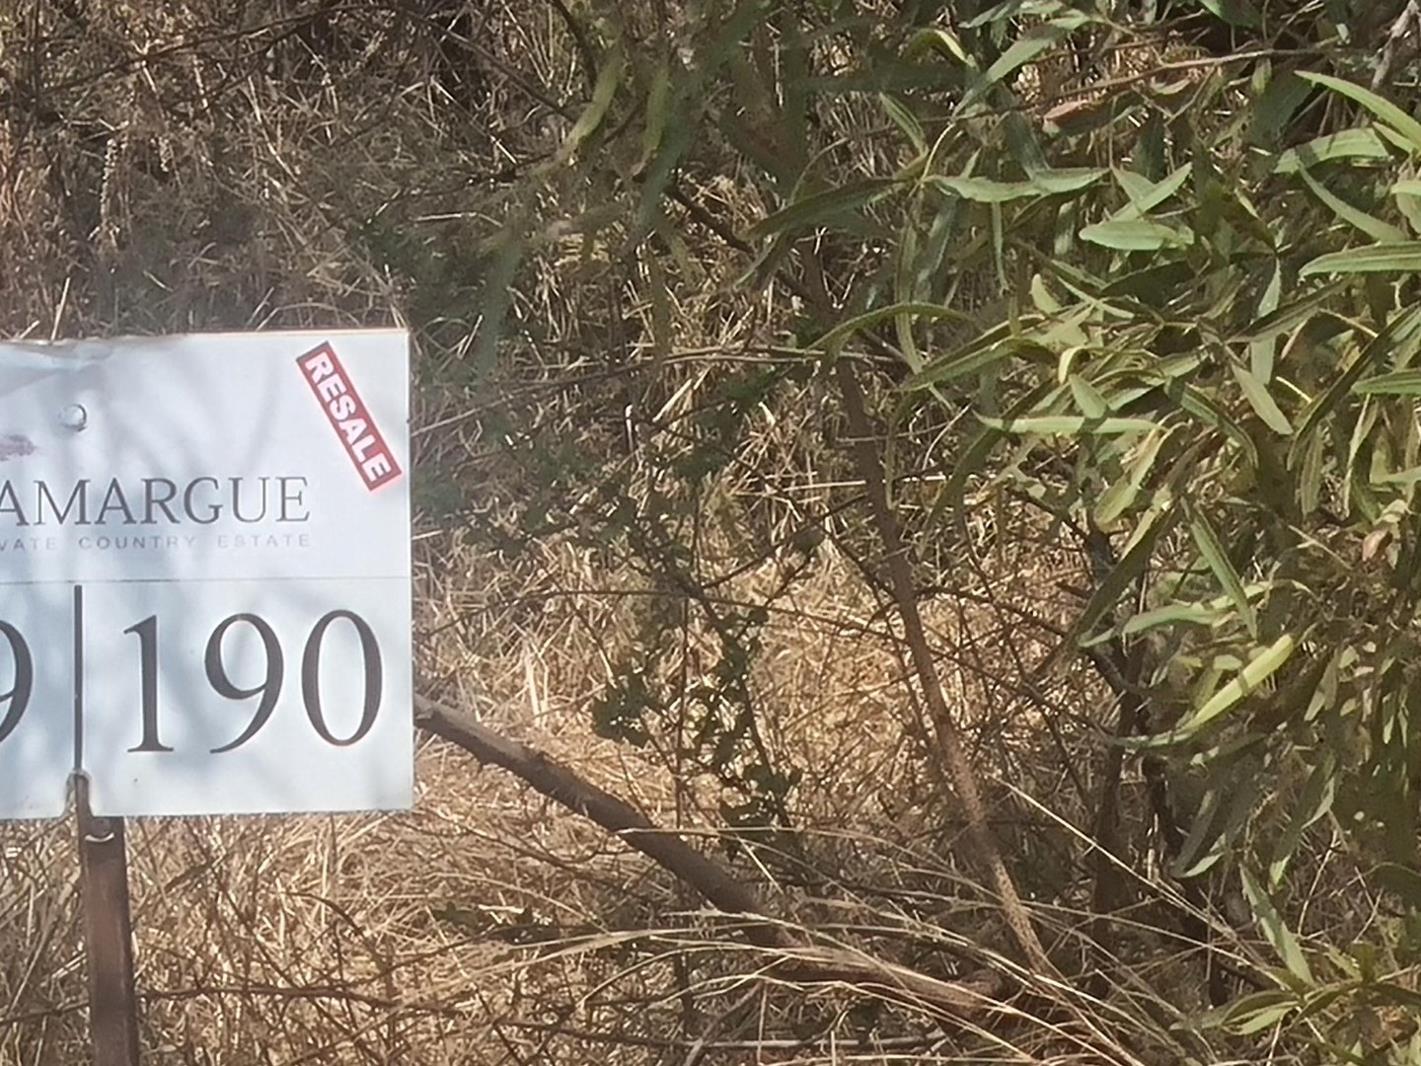 RESALE
AMARGUE
VATE COUNTRY ESTATE
9 190